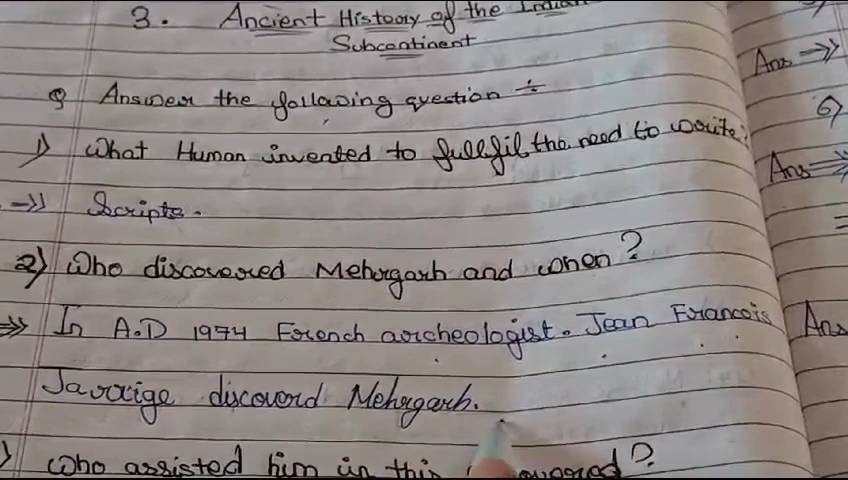 3. Ancient History of the Indian
Subcontinent
Q Answer the following question ÷
1) What Human invented to fullfil the need to write?
⇒ Scripts.
2) Who discovered Mehrgarh and when?
⇒ In A.D 1974 French archeologist. Jean Francois
Jarrige discoverd Mehrgarh.
) Who assisted him in this
Ans ⇒
6)
Ans ⇒
Ans